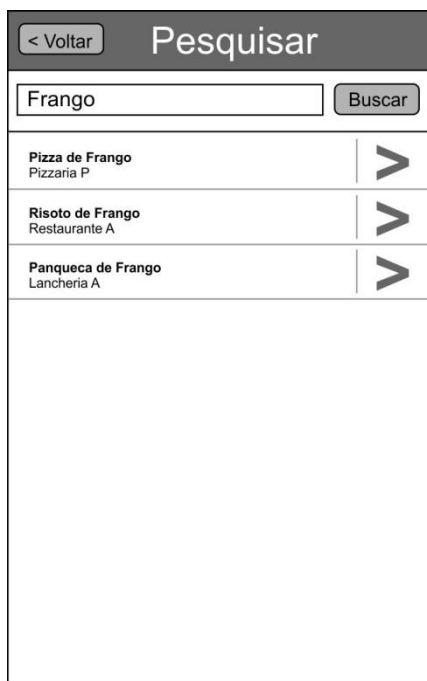 < Voltar
Pesquisar
Frango
Buscar
Pizza de Frango
Pizzaria P
>
Risoto de Frango
Restaurante A
>
Panqueca de Frango
Lancheria A
>